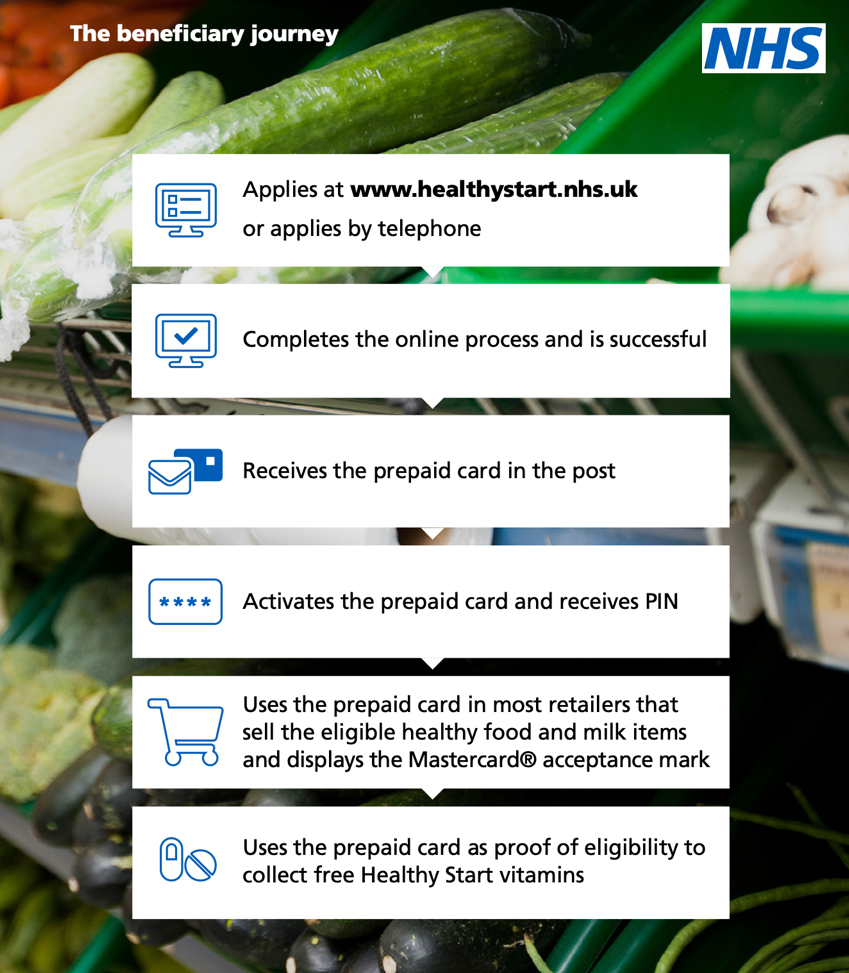 The beneficiary journey
NHS
Applies at www.healthystart.nhs.uk
or applies by telephone
Completes the online process and is successful
Receives the prepaid card in the post
****
Activates the prepaid card and receives PIN
Uses the prepaid card in most retailers that
sell the eligible healthy food and milk items
and displays the Mastercard® acceptance mark
Uses the prepaid card as proof of eligibility to
collect free Healthy Start vitamins